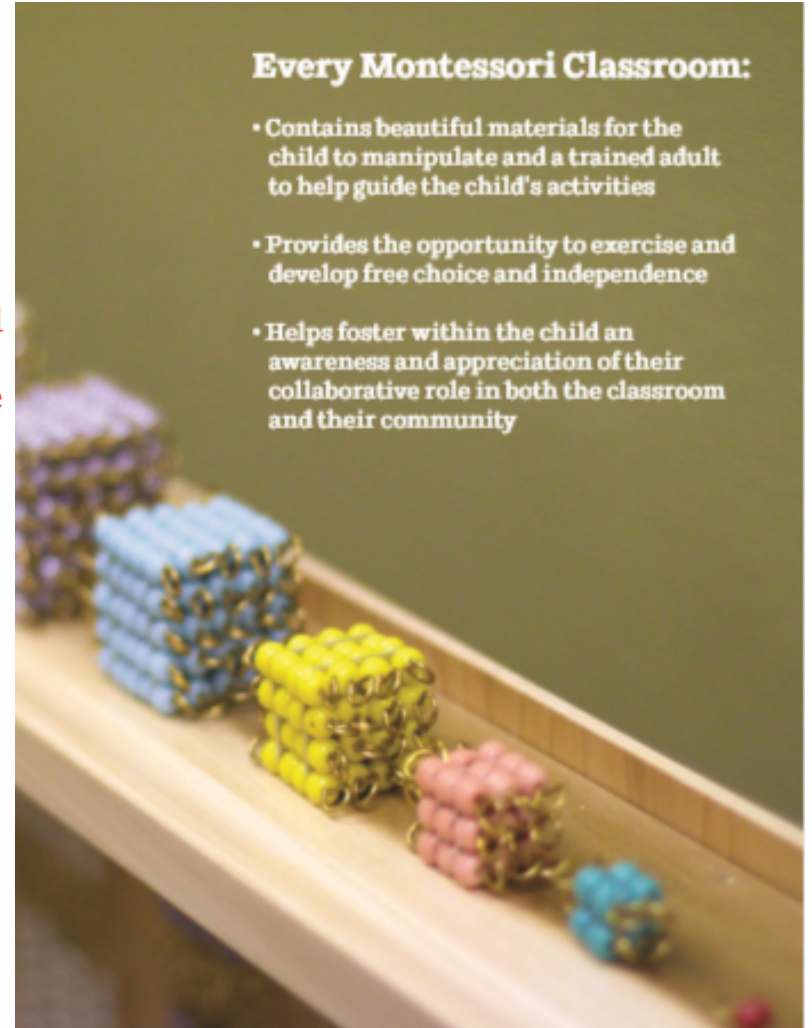 Every Montessori Classroom:
• Contains beautiful materials for the
child to manipulate and a trained adult
to help guide the child's activities
• Provides the opportunity to exercise and
develop free choice and independence
• Helps foster within the child an
awareness and appreciation of their
collaborative role in both the classroom
and their community